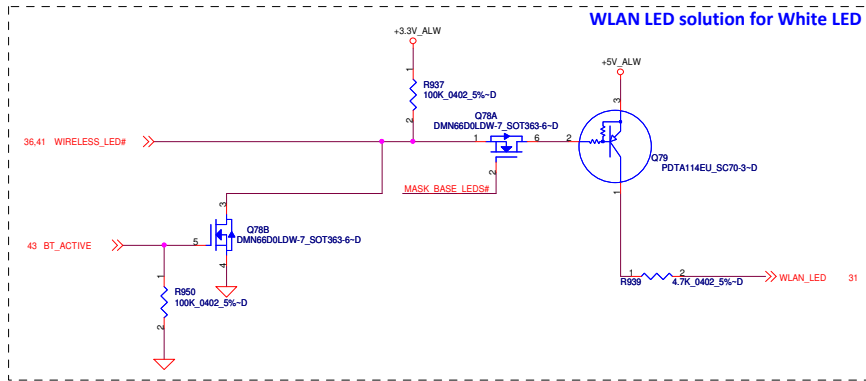 WLAN LED solution for White LED
+3.3V_ALW
+5V_ALW
1
R937
100K_0402_5%~D
2
3
Q78A
DMN66D0LDW-7_SOT363-6~D
36,41 WIRELESS_LED#
1
6
2
2
Q79
PDTA114EU_SC70-3~D
MASK_BASE_LEDS#
1
3
Q78B
DMN66D0LDW-7_SOT363-6~D
43 BT_ACTIVE
5
4
1
R950
100K_0402_5%~D
2
1
2
R939
4.7K_0402_5%~D
WLAN_LED 31